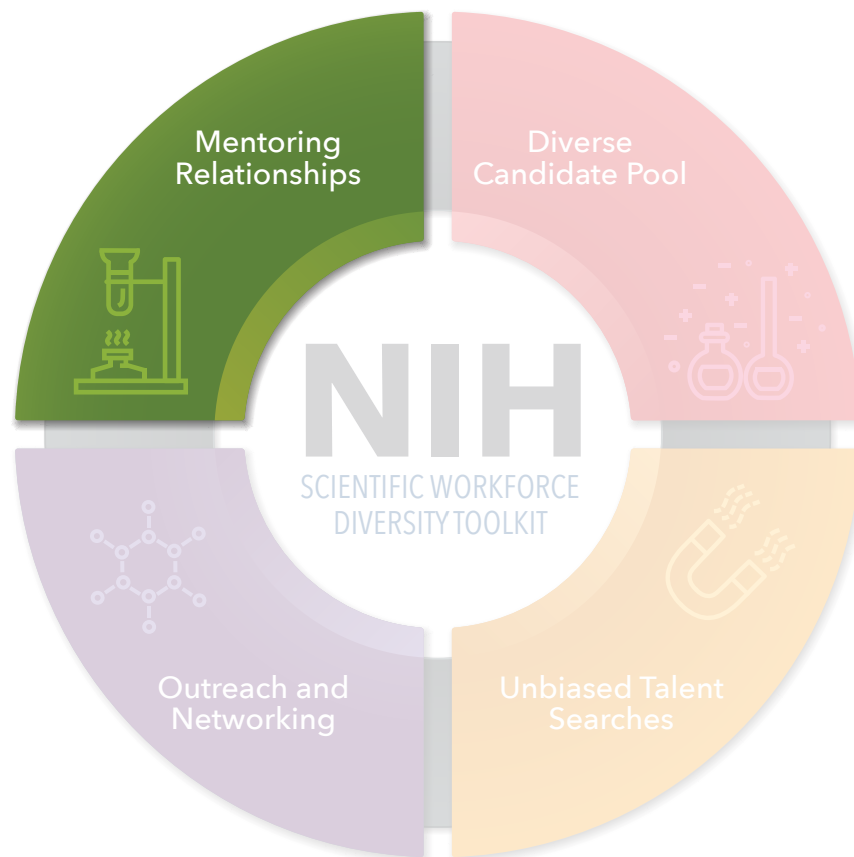 Mentoring
Relationships
Diverse
Candidate Pool
NIH
SCIENTIFIC WORKFORCE
DIVERSITY TOOLKIT
Outreach and
Networking
Unbiased Talent
Searches